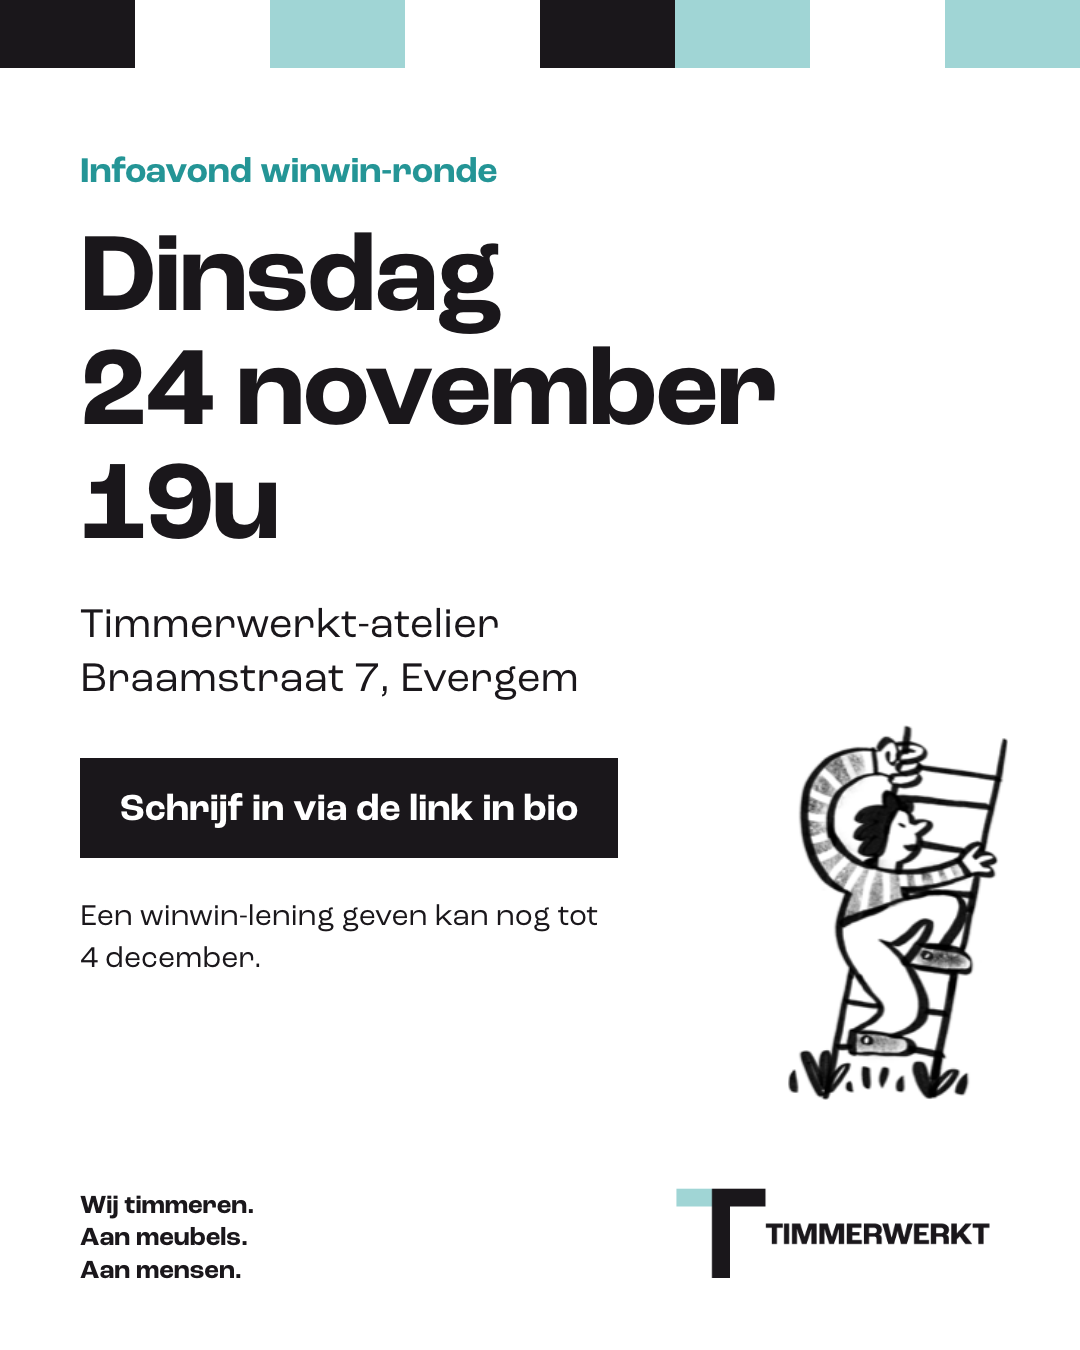 Infoavond winwin-ronde
Dinsdag
24 november
19u
Timmerwerkt-atelier
Braamstraat 7, Evergem
Schrijf in via de link in bio
Een winwin-lening geven kan nog tot
4 december.
Wij timmeren.
Aan meubels.
Aan mensen.
TIMMERWERKT